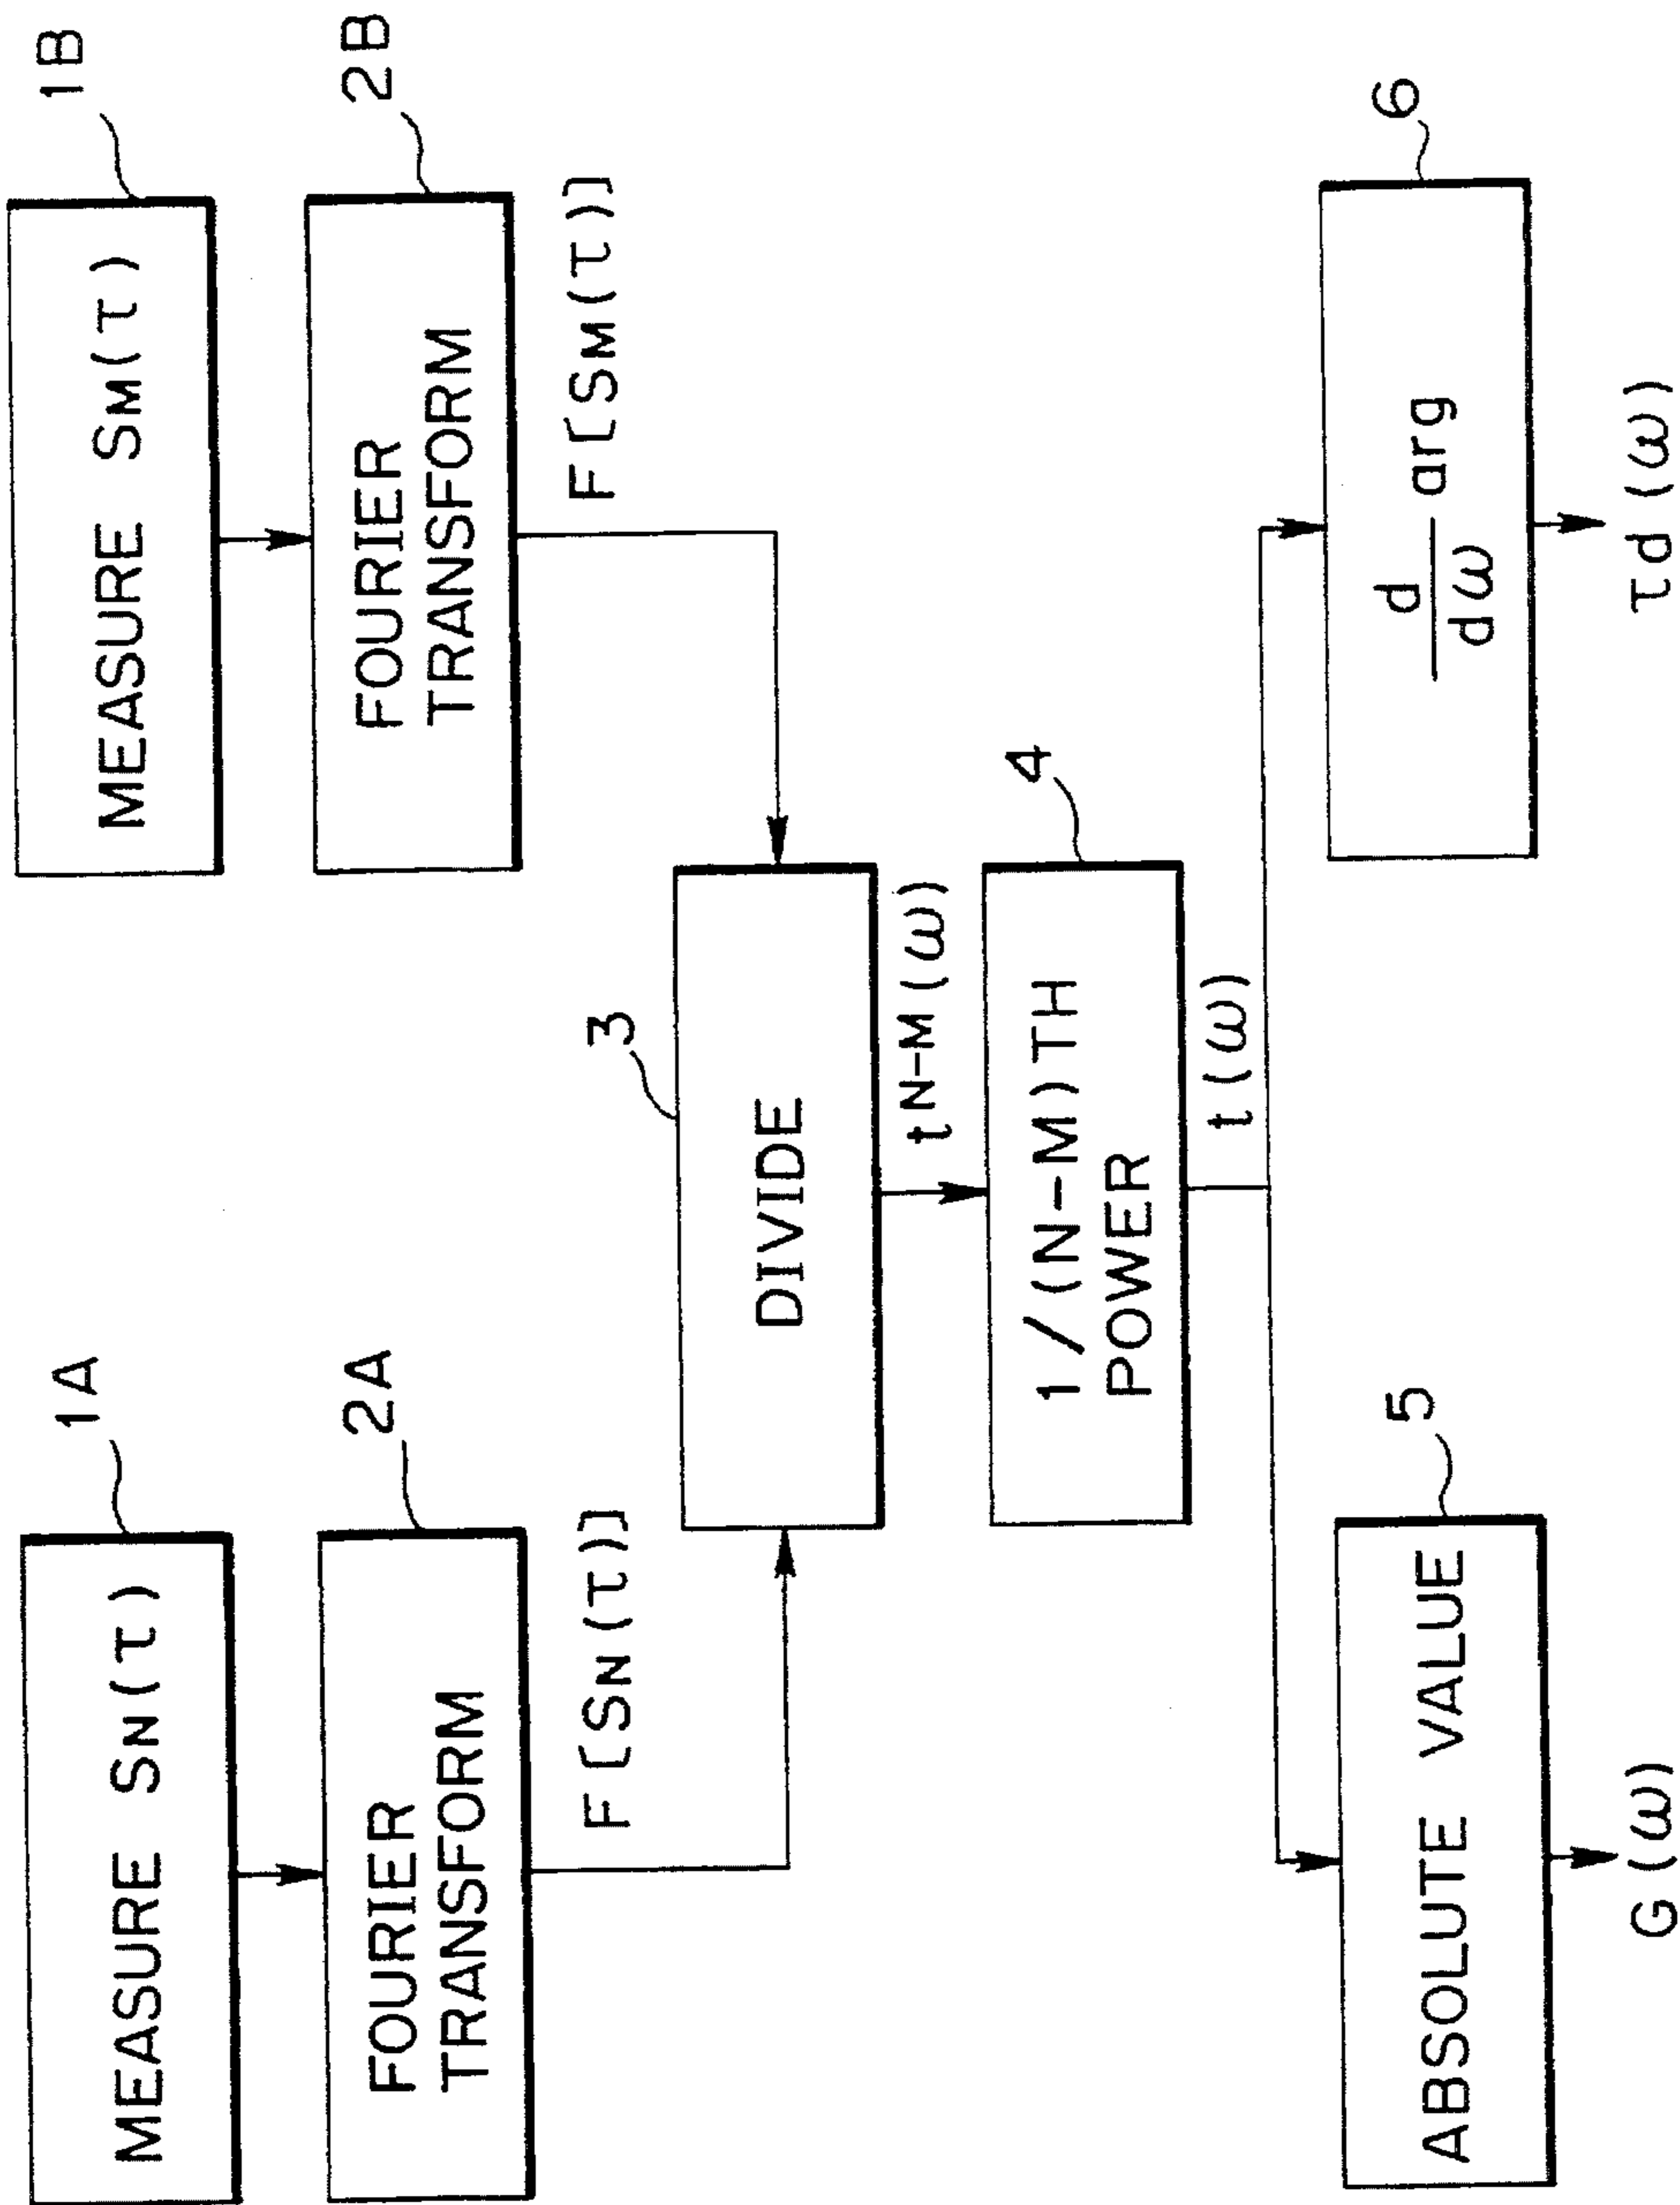 1A
MEASURE SN(τ)
1B
MEASURE SM(τ)
2A
FOURIER
TRANSFORM
2B
FOURIER
TRANSFORM
F[SN(τ)]
F[SM(τ)]
3
DIVIDE
t^N-M(ω)
4
1/(N-M)TH
POWER
t(ω)
5
ABSOLUTE VALUE
6
d
dω
arg
G(ω)
τd(ω)